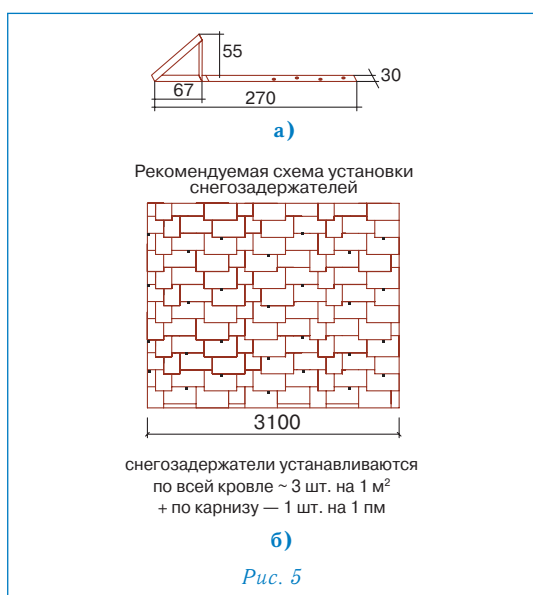 55
30
67
270
а)
Рекомендуемая схема установки
снегозадержателей
3100
снегозадержатели устанавливаются
по всей кровле ~ 3 шт. на 1 м²
+ по карнизу — 1 шт. на 1 пм
б)
Рис. 5